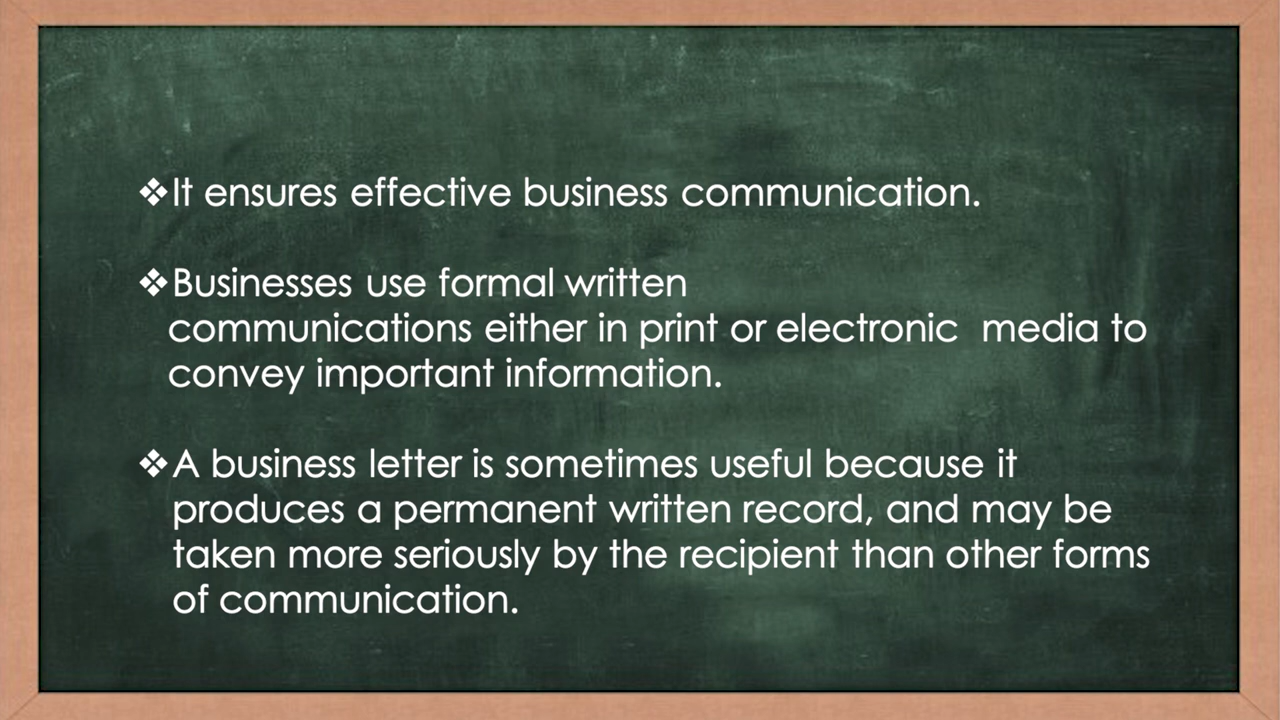 ❖It ensures effective business communication.
❖Businesses use formal written
communications either in print or electronic  media to
convey important information.
❖A business letter is sometimes useful because it
produces a permanent written record, and may be
taken more seriously by the recipient than other forms
of communication.